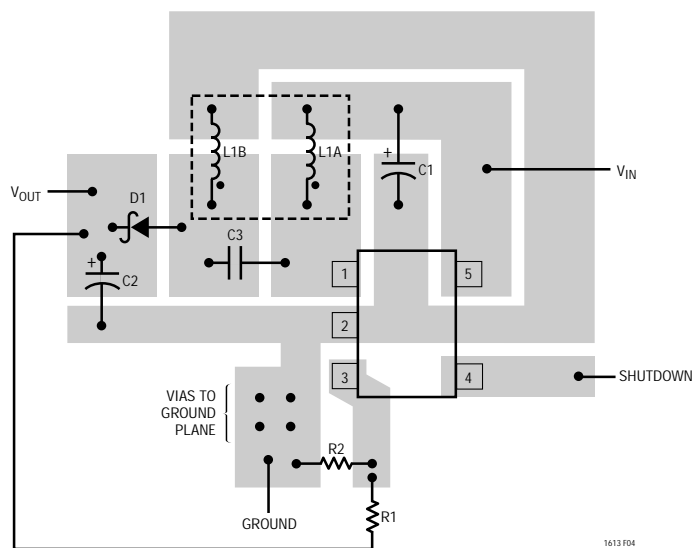 L1B
L1A
+
C1
VIN
VOUT
D1
C3
+
C2
1
5
2
3
4
SHUTDOWN
VIAS TO
GROUND
PLANE
R2
GROUND
R1
1613 F04